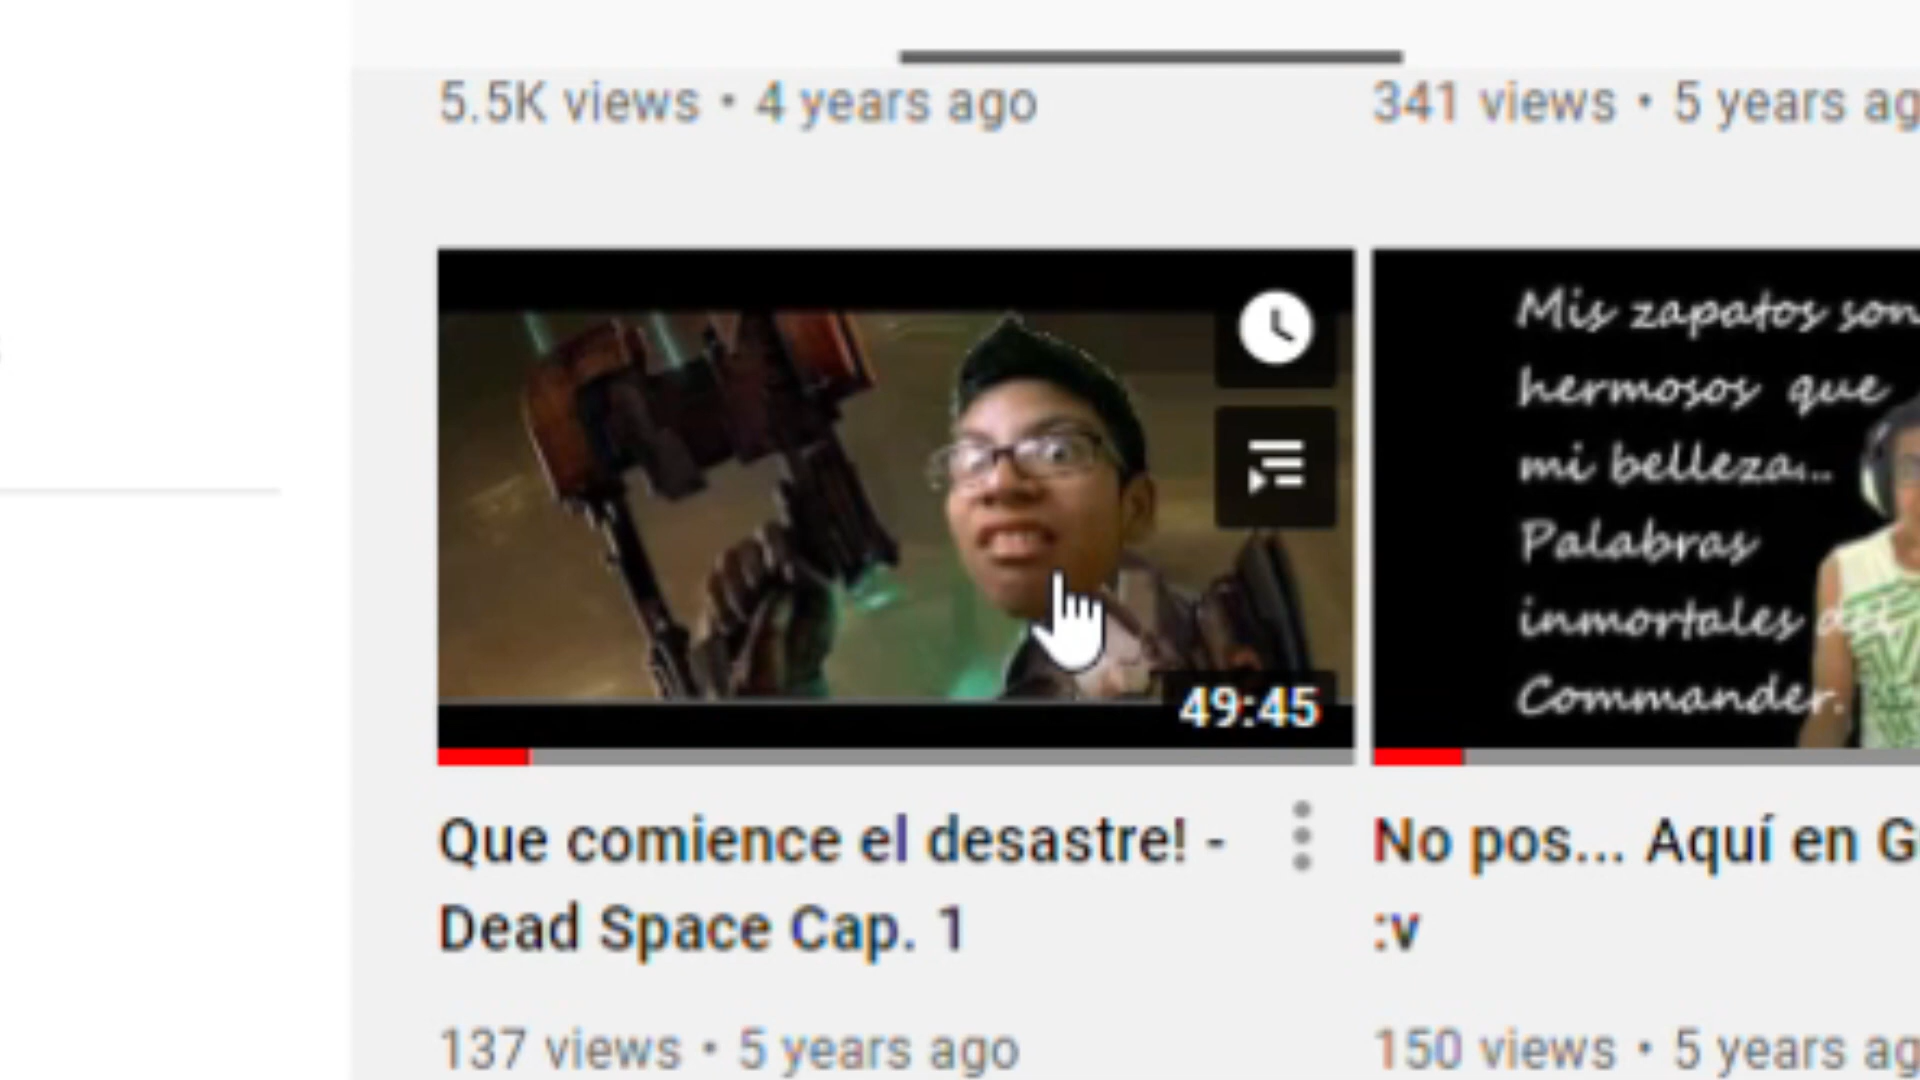 5.5K views • 4 years ago
341 views • 5 years ag
Mis zapatos son
hermosos que
mi belleza...
Palabras
inmortales del
Commander.
49:45
Que comience el desastre! -
Dead Space Cap. 1
No pos... Aquí en G
:v
137 views • 5 years ago
150 views • 5 years ag